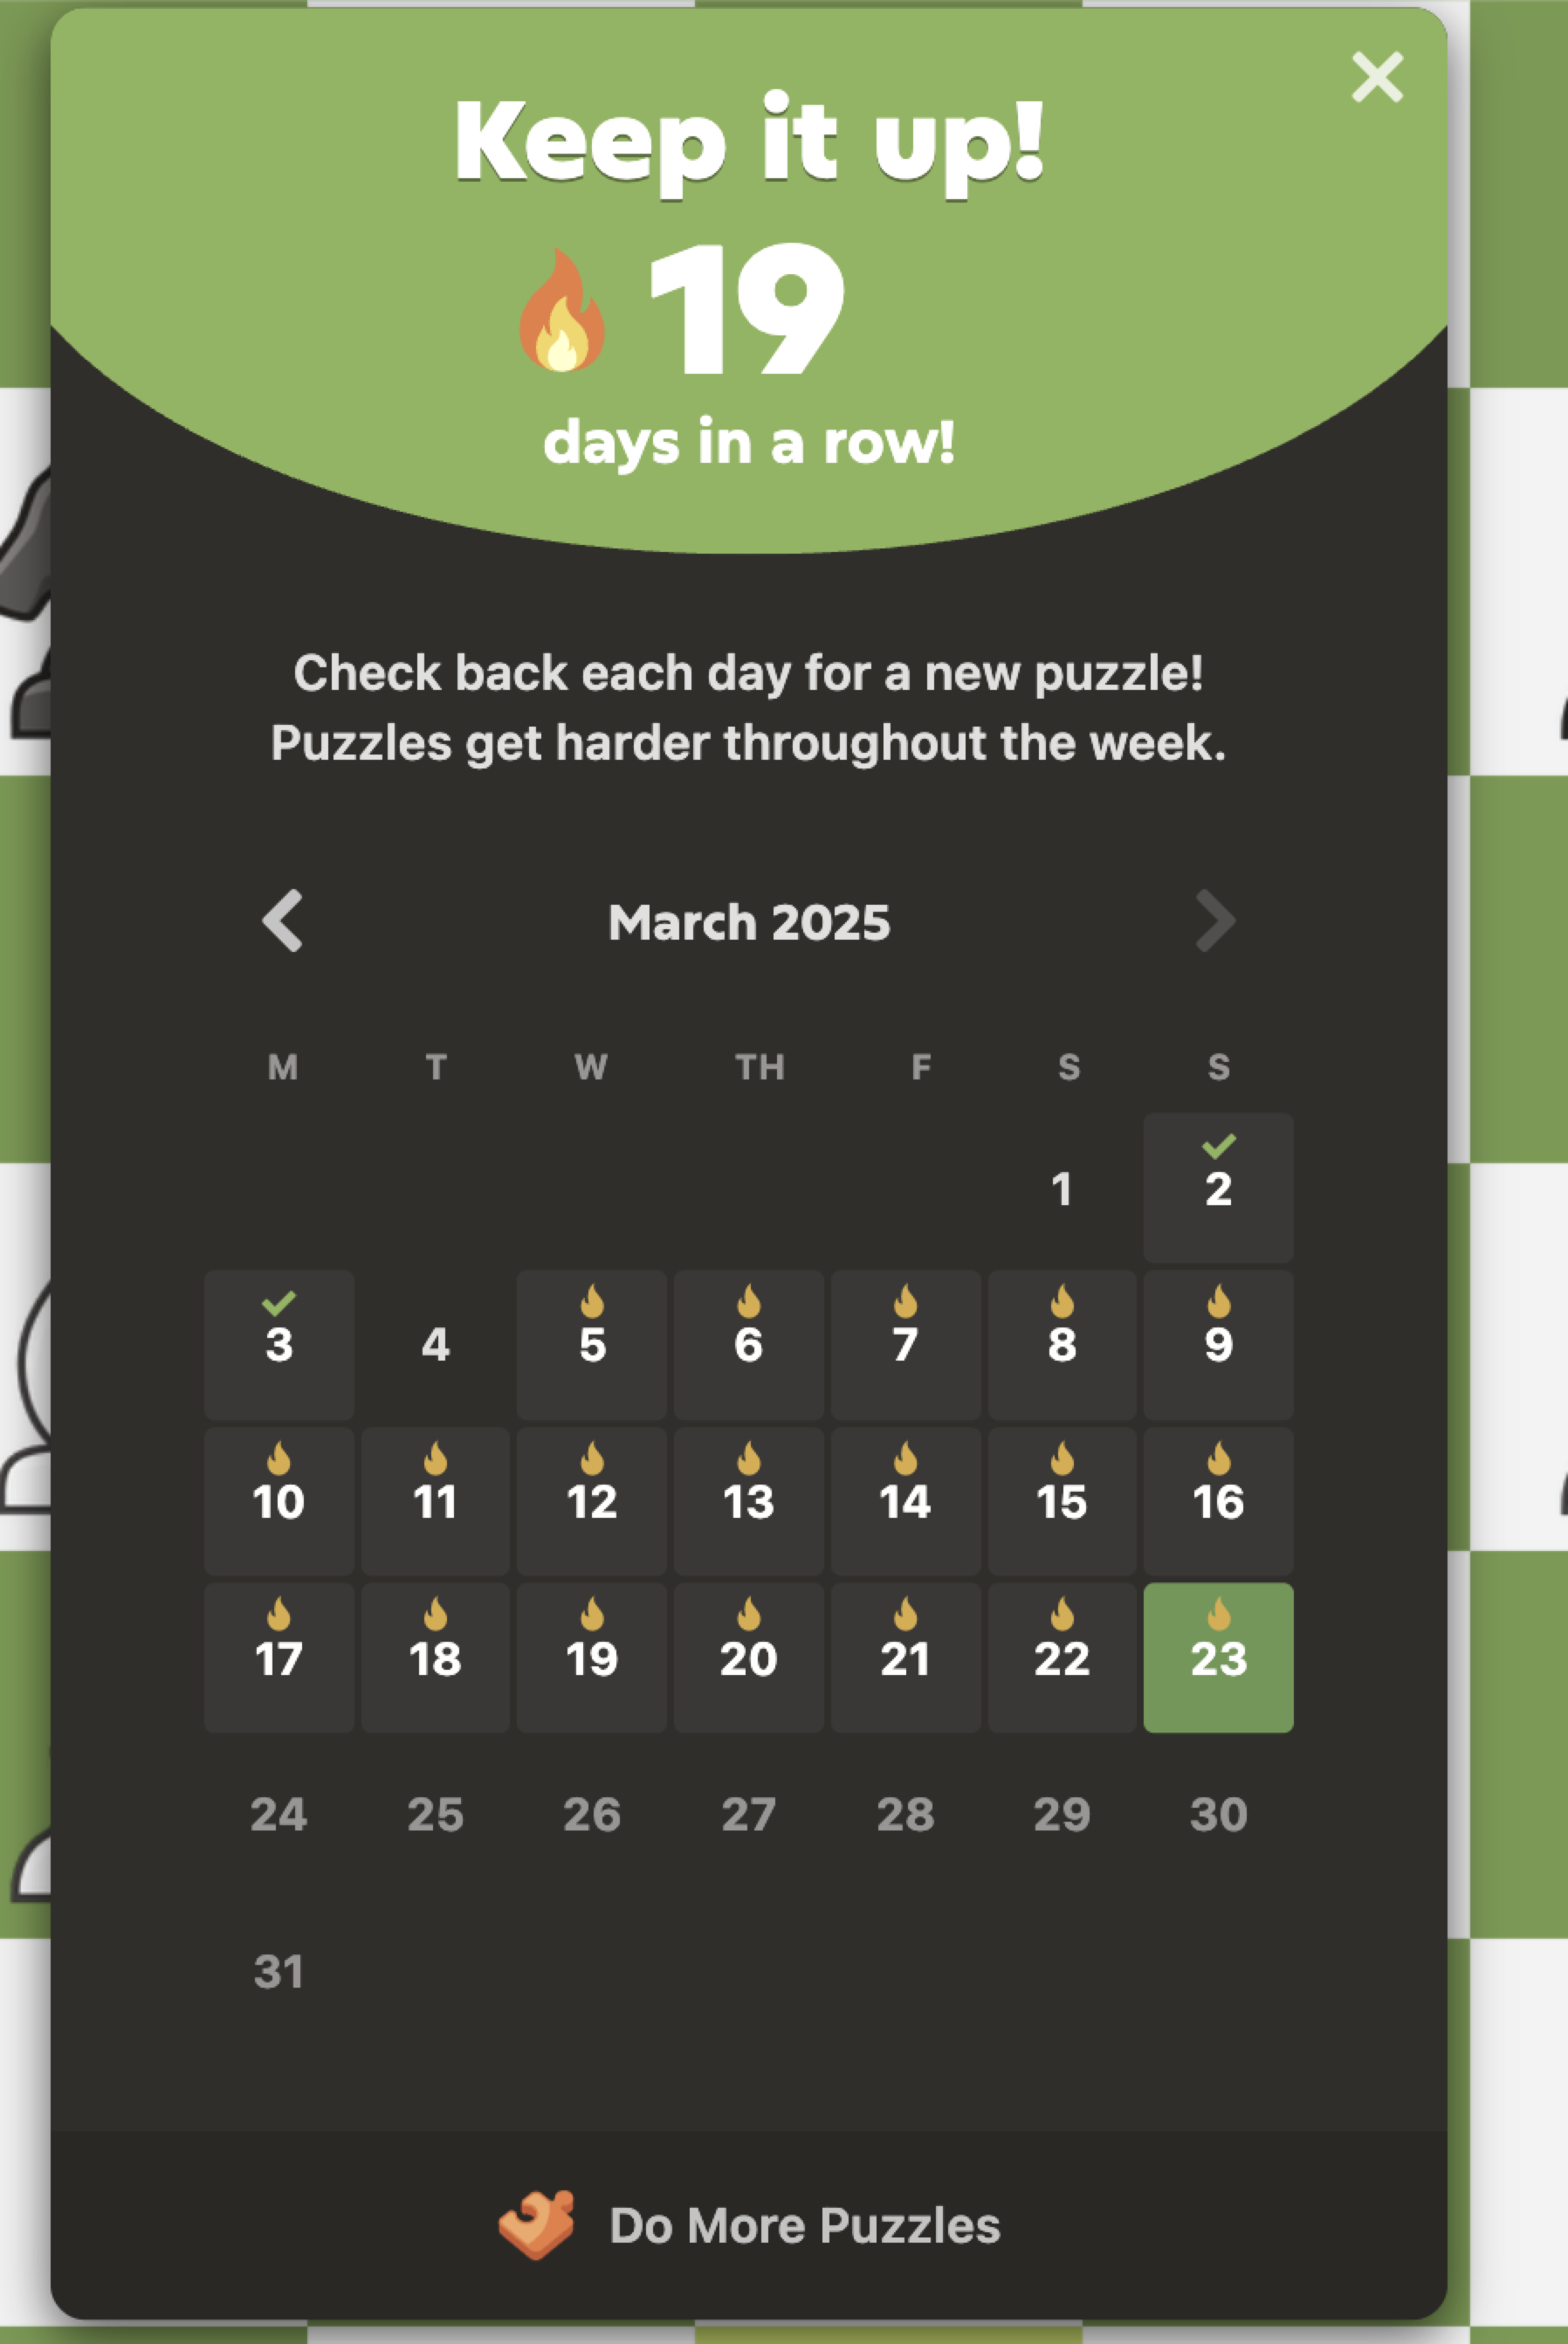 Keep it up!
19
days in a row!
Check back each day for a new puzzle!
Puzzles get harder throughout the week.
March 2025
M T W TH F S S
1 2
3 4 5 6 7 8 9
10 11 12 13 14 15 16
17 18 19 20 21 22 23
24 25 26 27 28 29 30
31
Do More Puzzles